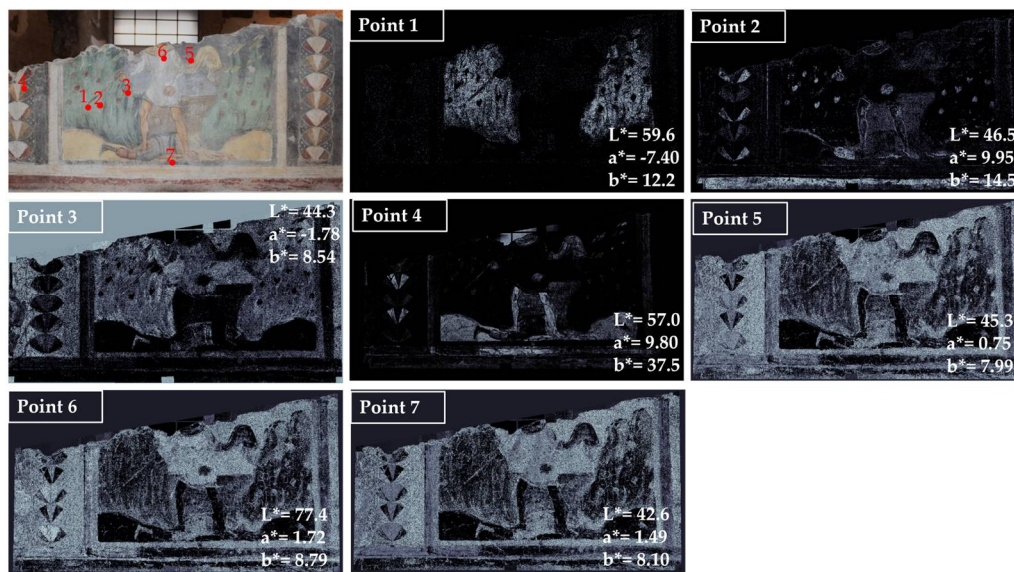 1
2
3
4
5
6
7
Point 1
L*= 59.6
a*= -7.40
b*= 12.2
Point 2
L*= 46.5
a*= 9.95
b*= 14.5
Point 3
L*= 44.3
a*= -1.78
b*= 8.54
Point 4
L*= 57.0
a*= 9.80
b*= 37.5
Point 5
L*= 45.3
a*= 0.75
b*= 7.99
Point 6
L*= 77.4
a*= 1.72
b*= 8.79
Point 7
L*= 42.6
a*= 1.49
b*= 8.10